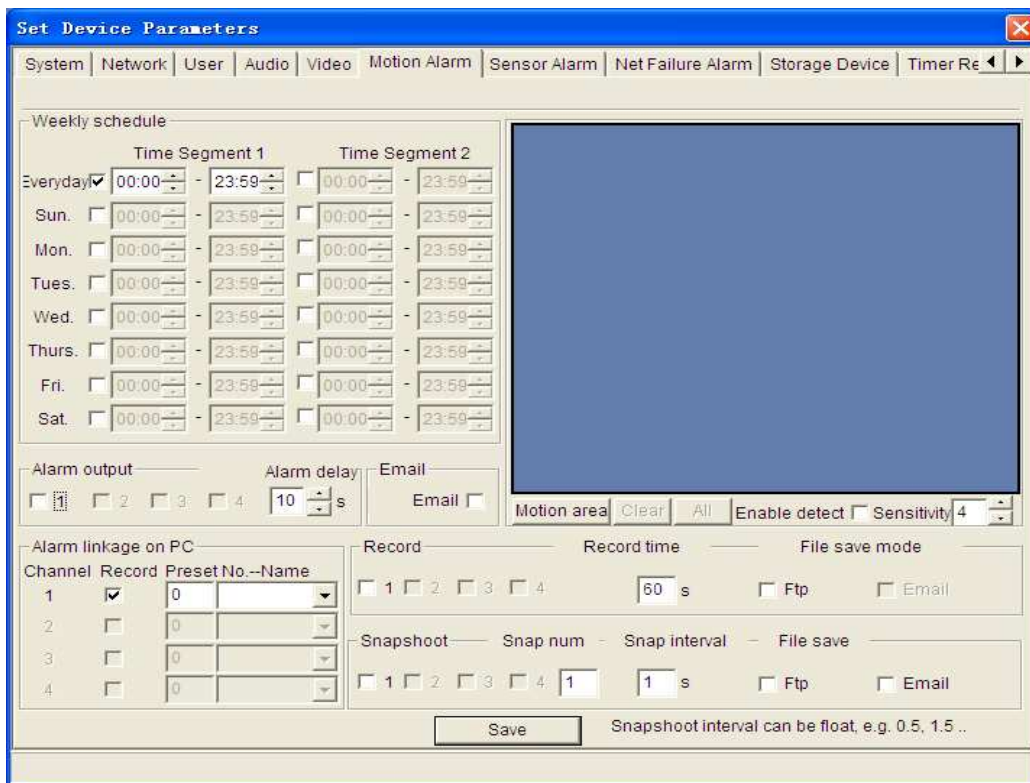 Set Device Parameters
System Network User Audio Video Motion Alarm Sensor Alarm Net Failure Alarm Storage Device Timer Re
Weekly schedule
Time Segment 1 Time Segment 2
Everyday 00:00 - 23:59 00:00 - 23:59
Sun. 00:00 - 23:59 00:00 - 23:59
Mon. 00:00 - 23:59 00:00 - 23:59
Tues. 00:00 - 23:59 00:00 - 23:59
Wed. 00:00 - 23:59 00:00 - 23:59
Thurs. 00:00 - 23:59 00:00 - 23:59
Fri. 00:00 - 23:59 00:00 - 23:59
Sat. 00:00 - 23:59 00:00 - 23:59
Alarm output Alarm delay Email
1 2 3 4 10 s Email
Motion area Clear All Enable detect Sensitivity 4
Alarm linkage on PC
Channel Record Preset No.--Name
1 0
2 0
3 0
4 0
Record Record time File save mode
1 2 3 4 60 s Ftp Email
Snapshoot Snap num Snap interval File save
1 2 3 4 1 1 s Ftp Email
Save Snapshoot interval can be float, e.g. 0.5, 1.5 ..